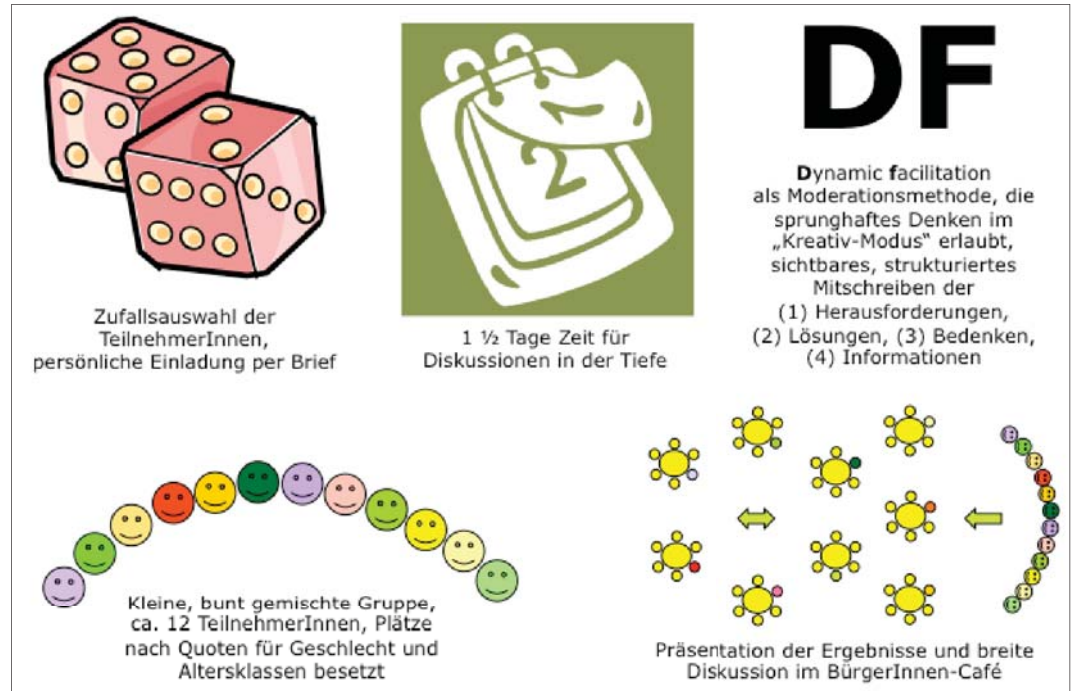 Zufallsauswahl der
TeilnehmerInnen,
persönliche Einladung per Brief
2
1 ½ Tage Zeit für
Diskussionen in der Tiefe
DF
Dynamic facilitation
als Moderationsmethode, die
sprunghaftes Denken im
„Kreativ-Modus“ erlaubt,
sichtbares, strukturiertes
Mitschreiben der
(1) Herausforderungen,
(2) Lösungen, (3) Bedenken,
(4) Informationen
Kleine, bunt gemischte Gruppe,
ca. 12 TeilnehmerInnen, Plätze
nach Quoten für Geschlecht und
Altersklassen besetzt
Präsentation der Ergebnisse und breite
Diskussion im BürgerInnen-Café